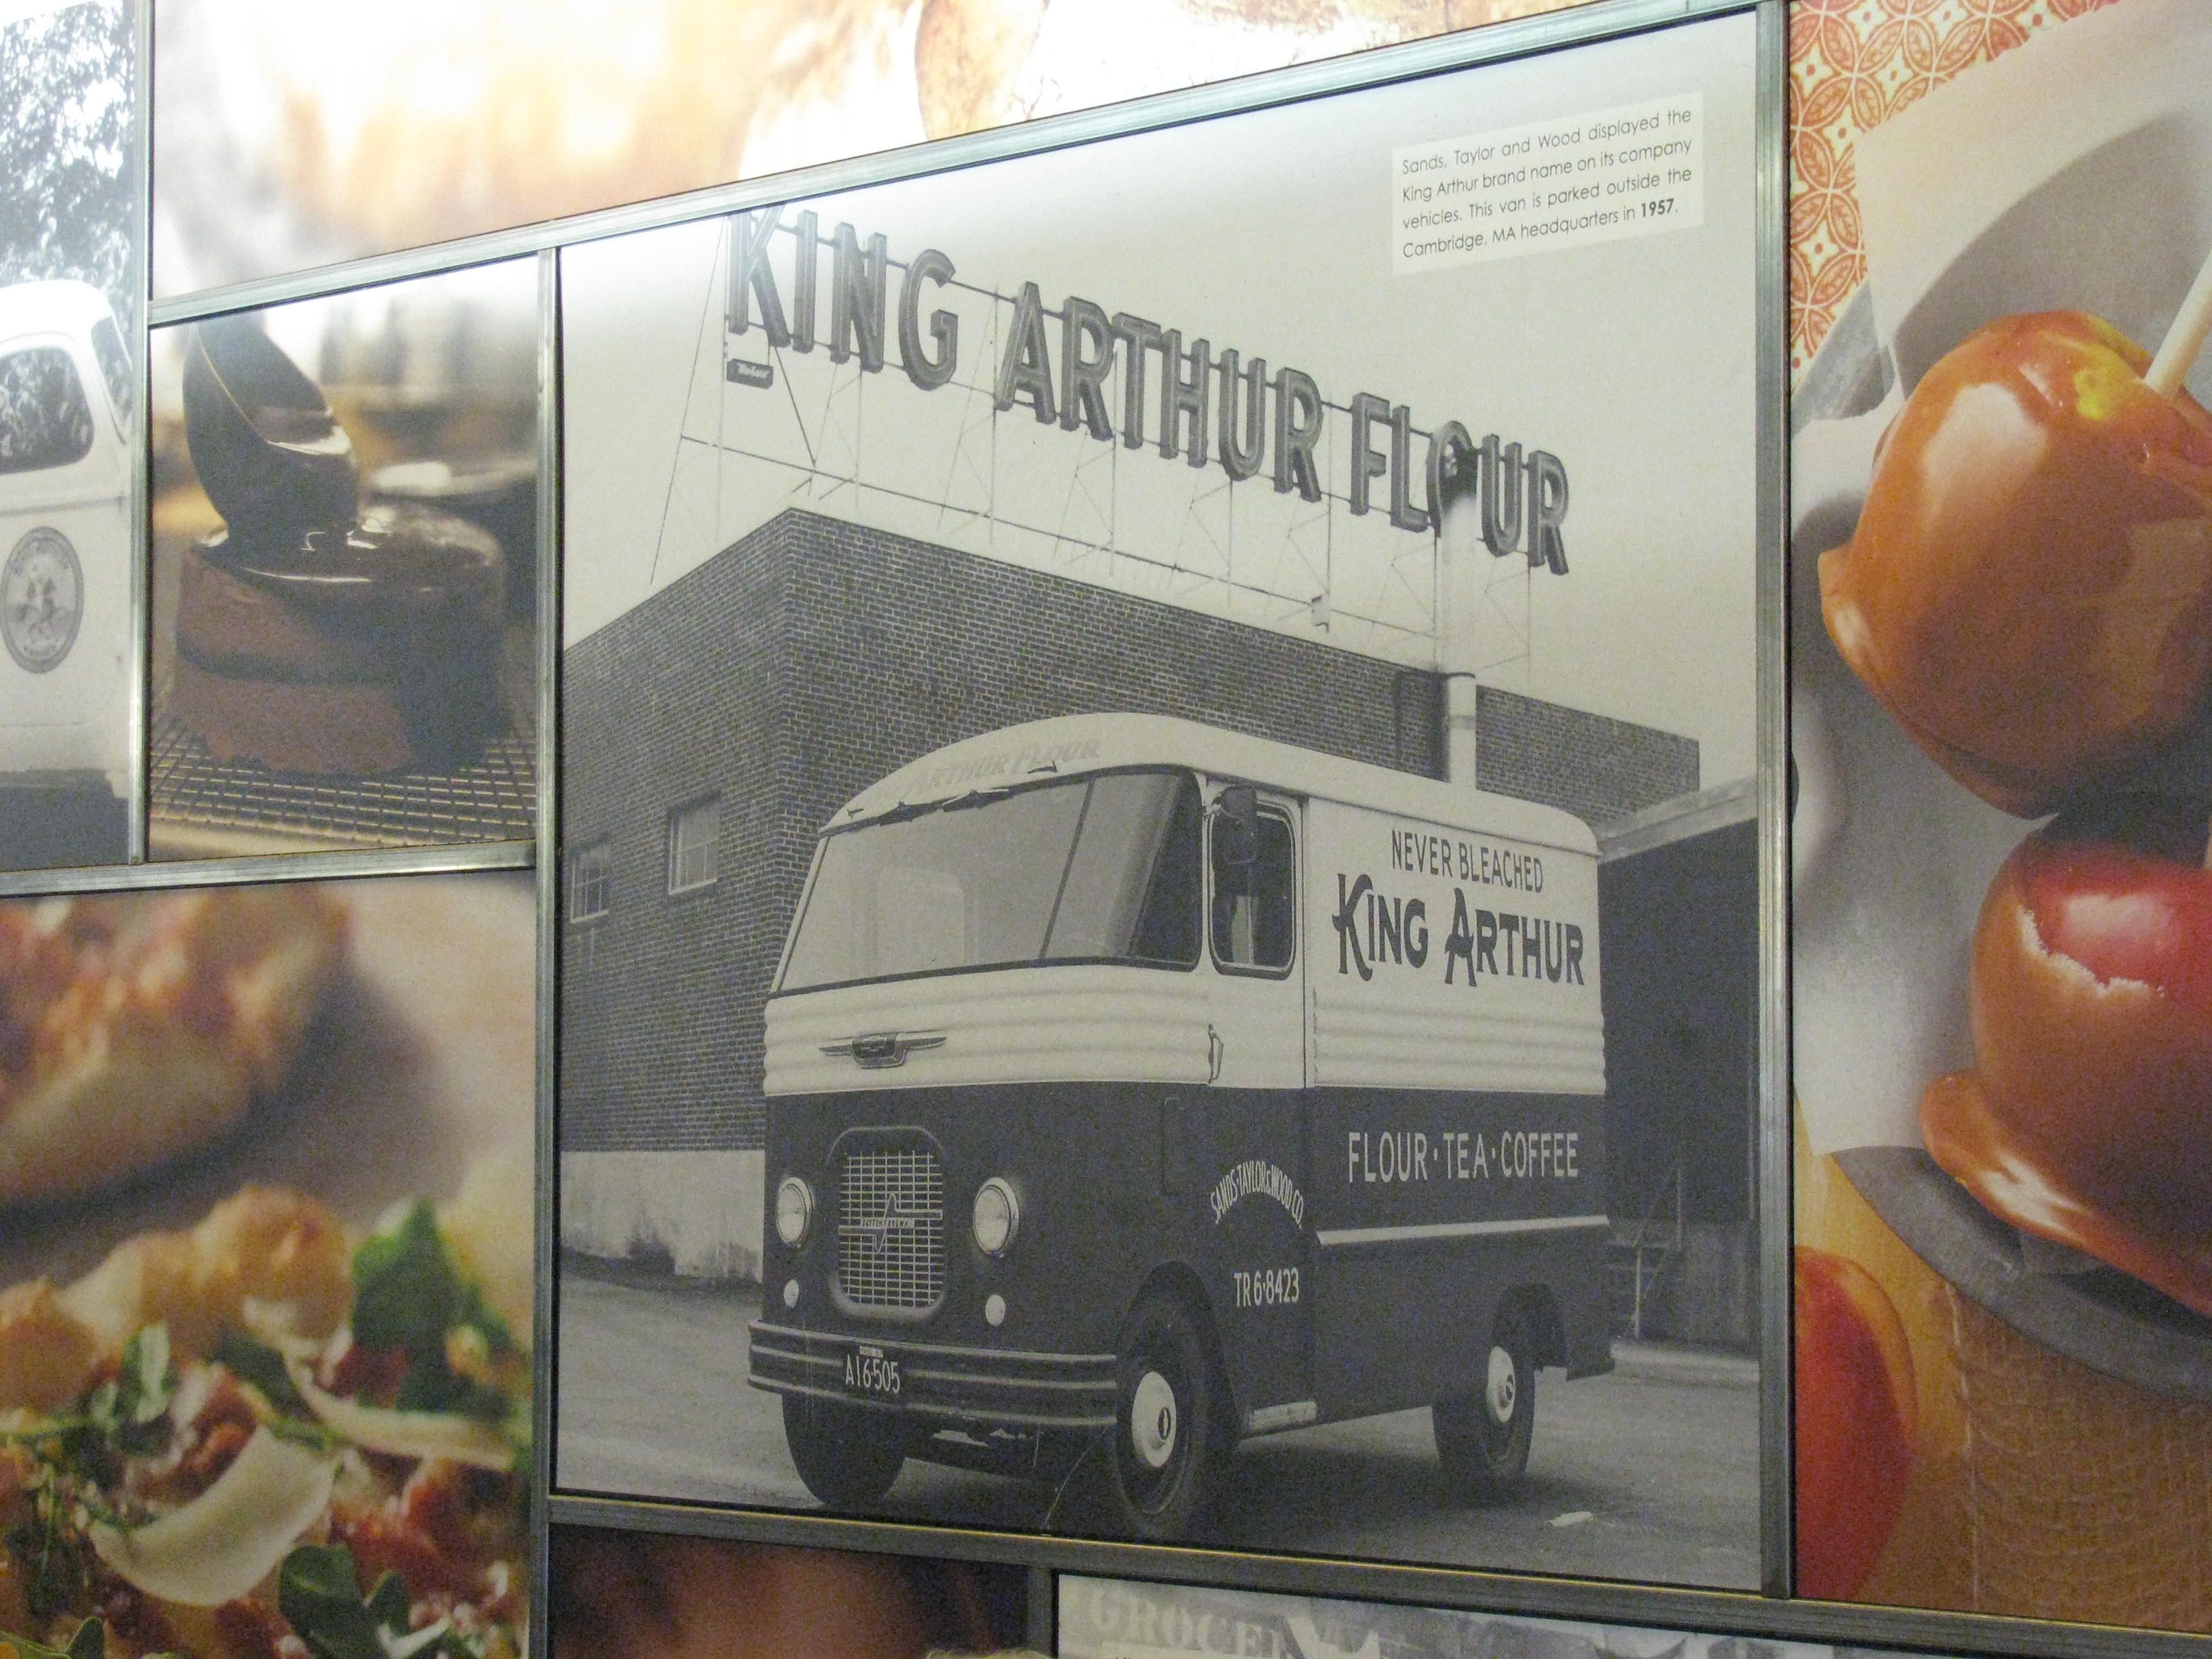 Sands, Taylor and Wood displayed the
King Arthur brand name on its company
vehicles. This van is parked outside the
Cambridge, MA headquarters in 1957.
KING ARTHUR FLOUR
ARTHUR FLOUR
NEVER BLEACHED
KING ARTHUR
FLOUR · TEA · COFFEE
SANDS·TAYLOR & WOOD CO.
TR 6·8423
A16·505
GROCER